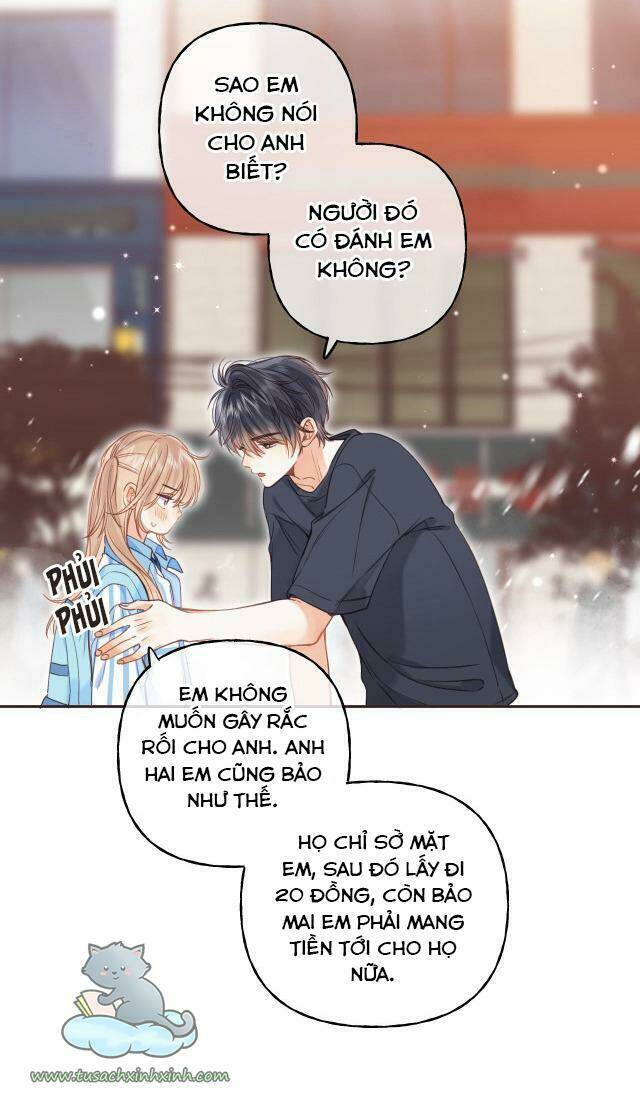 SAO EM
KHÔNG NÓI
CHO ANH
BIẾT?
NGƯỜI ĐÓ
CÓ ĐÁNH EM
KHÔNG?
PHỦI
PHỦI
EM KHÔNG
MUỐN GÂY RẮC
RỐI CHO ANH. ANH
HAI EM CŨNG BẢO
NHƯ THẾ.
HỌ CHỈ SỜ MẶT
EM, SAU ĐÓ LẤY ĐI
20 ĐỒNG, CÒN BẢO
MAI EM PHẢI MANG
TIỀN TỚI CHO HỌ
NỮA.
www.tusachxinhxinh.com